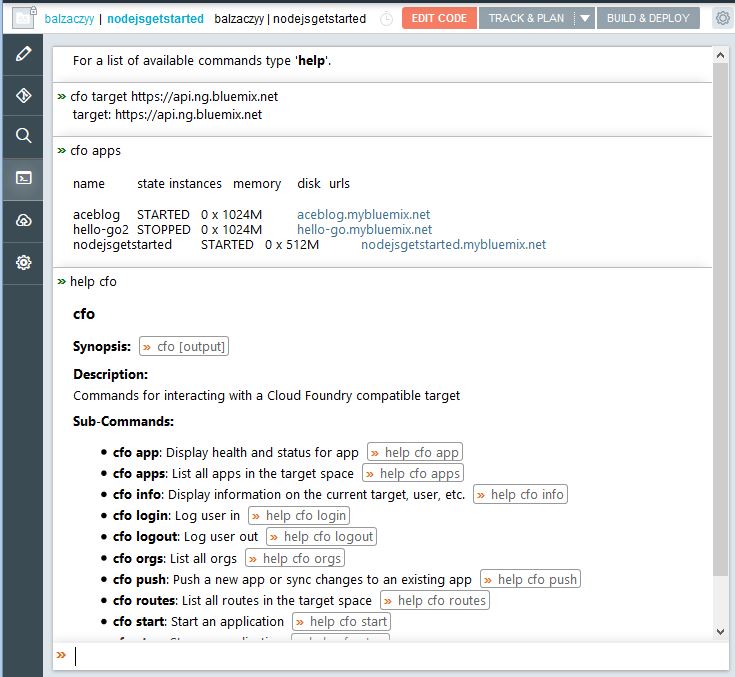 balzaczyy | nodejsgetstarted balzaczyy | nodejsgetstarted EDIT CODE TRACK & PLAN BUILD & DEPLOY
For a list of available commands type 'help'.
» cfo target https://api.ng.bluemix.net
target: https://api.ng.bluemix.net
» cfo apps
name state instances memory disk urls
aceblog STARTED 0 x 1024M aceblog.mybluemix.net
hello-go2 STOPPED 0 x 1024M hello-go.mybluemix.net
nodejsgetstarted STARTED 0 x 512M nodejsgetstarted.mybluemix.net
» help cfo
cfo
Synopsis: » cfo [output]
Description:
Commands for interacting with a Cloud Foundry compatible target
Sub-Commands:
• cfo app: Display health and status for app » help cfo app
• cfo apps: List all apps in the target space » help cfo apps
• cfo info: Display information on the current target, user, etc. » help cfo info
• cfo login: Log user in » help cfo login
• cfo logout: Log user out » help cfo logout
• cfo orgs: List all orgs » help cfo orgs
• cfo push: Push a new app or sync changes to an existing app » help cfo push
• cfo routes: List all routes in the target space » help cfo routes
• cfo start: Start an application » help cfo start
»